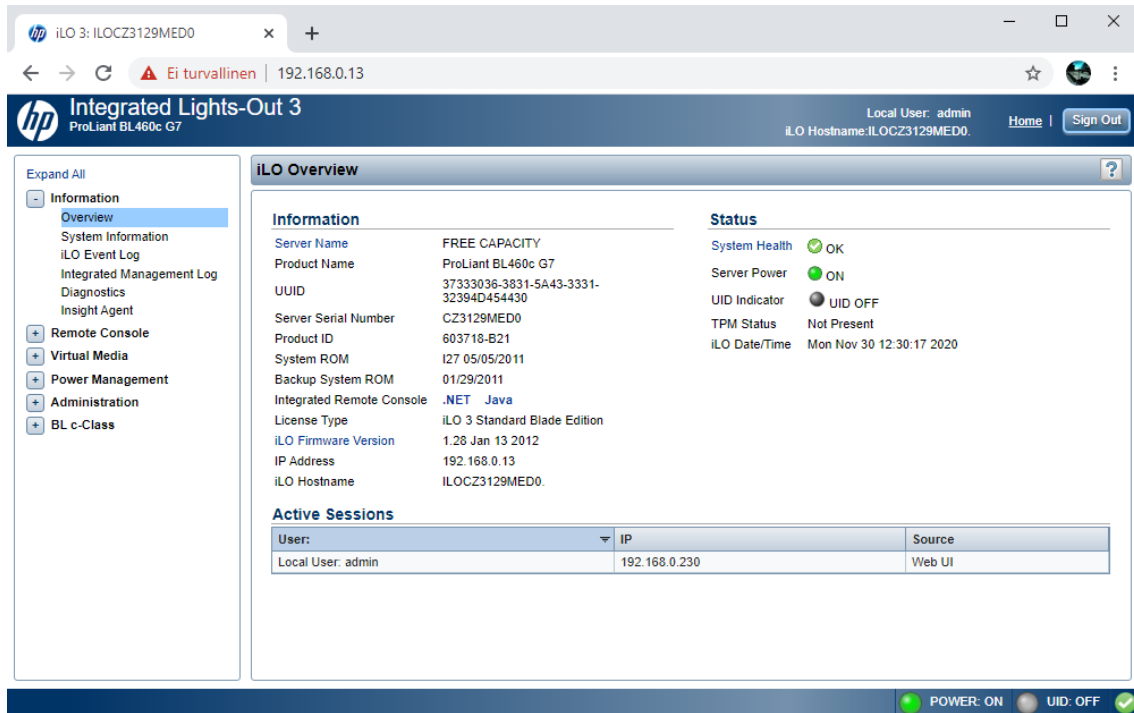 iLO 3: ILOCZ3129MED0
Ei turvallinen | 192.168.0.13
hp
Integrated Lights-Out 3
ProLiant BL460c G7
Local User: admin
iLO Hostname:ILOCZ3129MED0.
Home | Sign Out
Expand All
Information
Overview
System Information
iLO Event Log
Integrated Management Log
Diagnostics
Insight Agent
Remote Console
Virtual Media
Power Management
Administration
BL c-Class
iLO Overview ?
Information
Server Name FREE CAPACITY
Product Name ProLiant BL460c G7
UUID 37333036-3831-5A43-3331-
32394D454430
Server Serial Number CZ3129MED0
Product ID 603718-B21
System ROM I27 05/05/2011
Backup System ROM 01/29/2011
Integrated Remote Console .NET Java
License Type iLO 3 Standard Blade Edition
iLO Firmware Version 1.28 Jan 13 2012
IP Address 192.168.0.13
iLO Hostname ILOCZ3129MED0.
Status
System Health OK
Server Power ON
UID Indicator UID OFF
TPM Status Not Present
iLO Date/Time Mon Nov 30 12:30:17 2020
Active Sessions
User: IP Source
Local User: admin 192.168.0.230 Web UI
POWER: ON UID: OFF